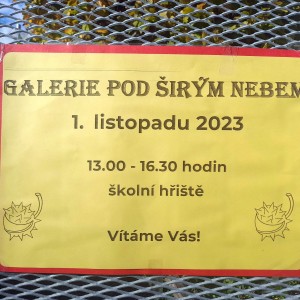 GALERIE POD ŠIRÝM NEBEM
1. listopadu 2023
13.00 - 16.30 hodin
školní hřiště
Vítáme Vás!